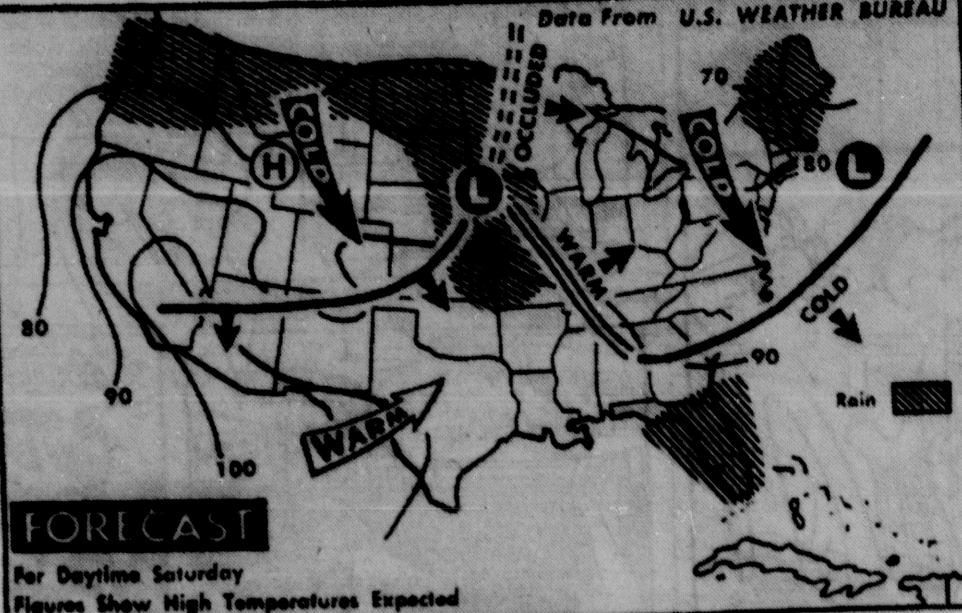 Data From U.S. WEATHER BUREAU
OCCLUDED
70
COLD
COLD
H
L
80
L
WARM
COLD
80
90
90
Rain
WARM
100
FORECAST
For Daytime Saturday
Figures Show High Temperatures Expected